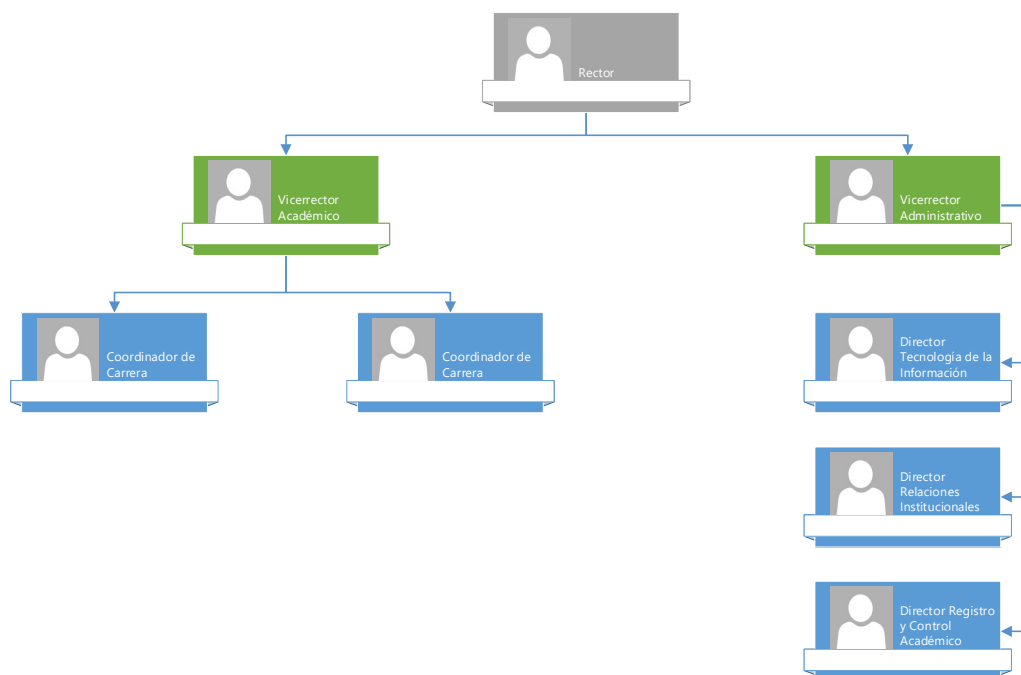 Rector
Vicerrector
Académico
Vicerrector
Administrativo
Coordinador de
Carrera
Coordinador de
Carrera
Director
Tecnologia de la
Información
Director
Relaciones
Institucionales
Director Registro
y Control
Académico